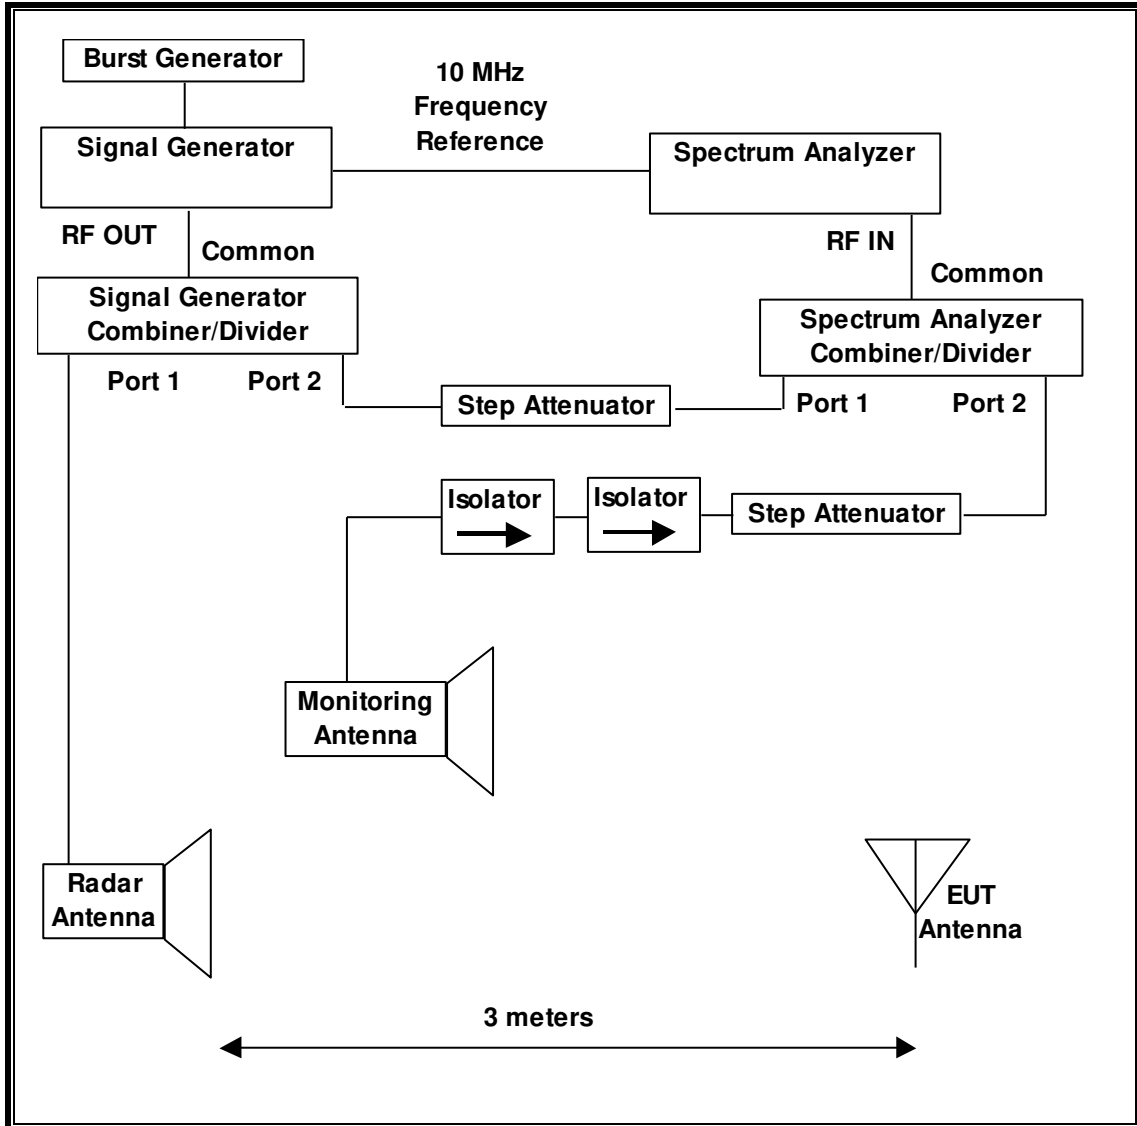 Burst Generator
10 MHz
Frequency
Reference
Signal Generator
Spectrum Analyzer
RF OUT
Common
RF IN
Common
Signal Generator
Combiner/Divider
Spectrum Analyzer
Combiner/Divider
Port 1
Port 2
Step Attenuator
Port 1
Port 2
Isolator
Isolator
Step Attenuator
Monitoring
Antenna
Radar
Antenna
EUT
Antenna
3 meters